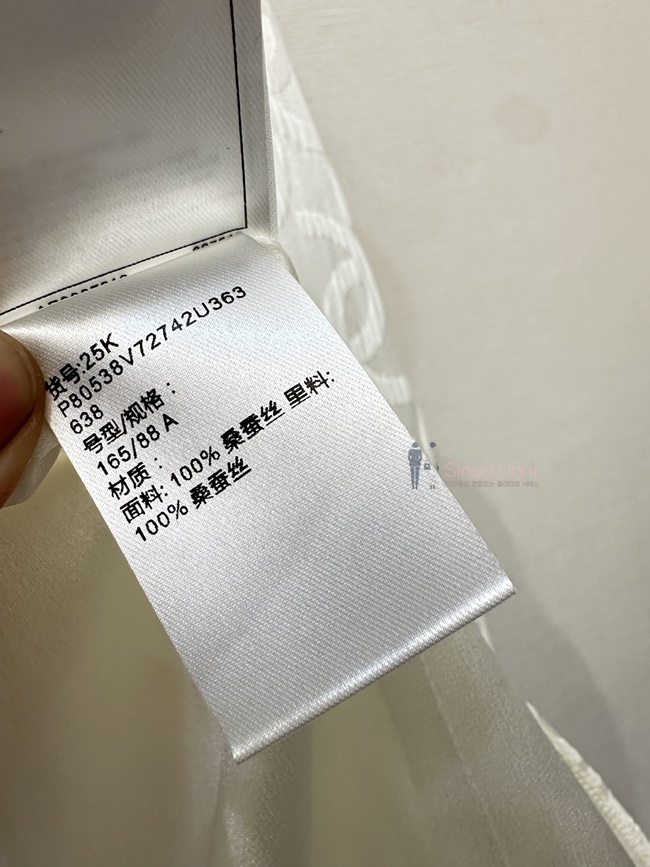 货号:25K
P80538V72742U363
638
号型/规格：
165/88 A
材质：
面料: 100% 桑蚕丝 里料:
100% 桑蚕丝